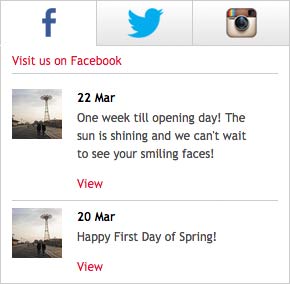 Visit us on Facebook
22 Mar
One week till opening day! The
sun is shining and we can't wait
to see your smiling faces!
View
20 Mar
Happy First Day of Spring!
View